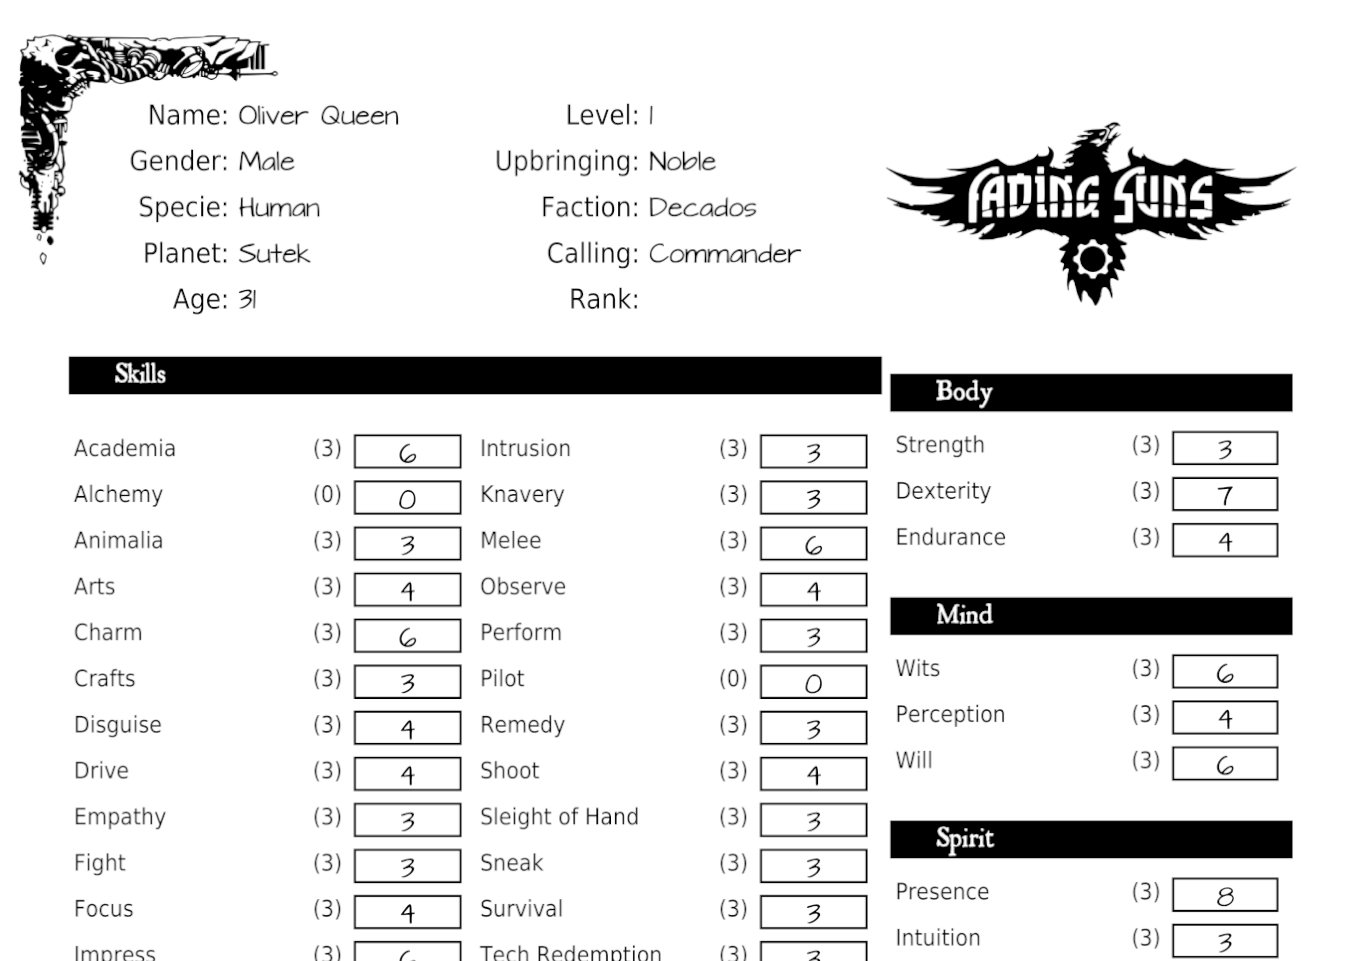 Name: Oliver Queen
Level: 1
Gender: Male
Upbringing: Noble
Specie: Human
Faction: Decados
Planet: Sutek
Calling: Commander
Age: 31
Rank:
FADING SUNS
Skills
Academia (3) 6
Intrusion (3) 3
Alchemy (0) 0
Knavery (3) 3
Animalia (3) 3
Melee (3) 6
Arts (3) 4
Observe (3) 4
Charm (3) 6
Perform (3) 3
Crafts (3) 3
Pilot (0) 0
Disguise (3) 4
Remedy (3) 3
Drive (3) 4
Shoot (3) 4
Empathy (3) 3
Sleight of Hand (3) 3
Fight (3) 3
Sneak (3) 3
Focus (3) 4
Survival (3) 3
Impress (3) 6
Tech Redemption (3) 3
Body
Strength (3) 3
Dexterity (3) 7
Endurance (3) 4
Mind
Wits (3) 6
Perception (3) 4
Will (3) 6
Spirit
Presence (3) 8
Intuition (3) 3